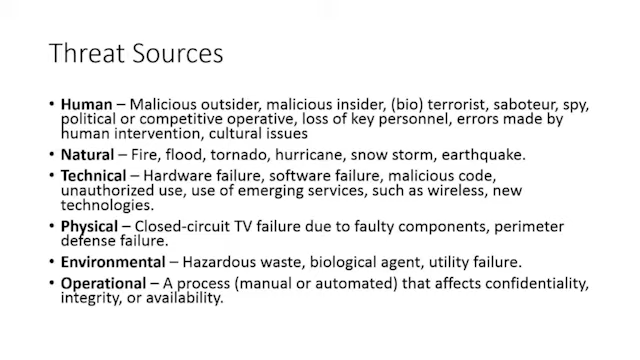 Threat Sources
• Human – Malicious outsider, malicious insider, (bio) terrorist, saboteur, spy,
political or competitive operative, loss of key personnel, errors made by
human intervention, cultural issues
• Natural – Fire, flood, tornado, hurricane, snow storm, earthquake.
• Technical – Hardware failure, software failure, malicious code,
unauthorized use, use of emerging services, such as wireless, new
technologies.
• Physical – Closed-circuit TV failure due to faulty components, perimeter
defense failure.
• Environmental – Hazardous waste, biological agent, utility failure.
• Operational – A process (manual or automated) that affects confidentiality,
integrity, or availability.